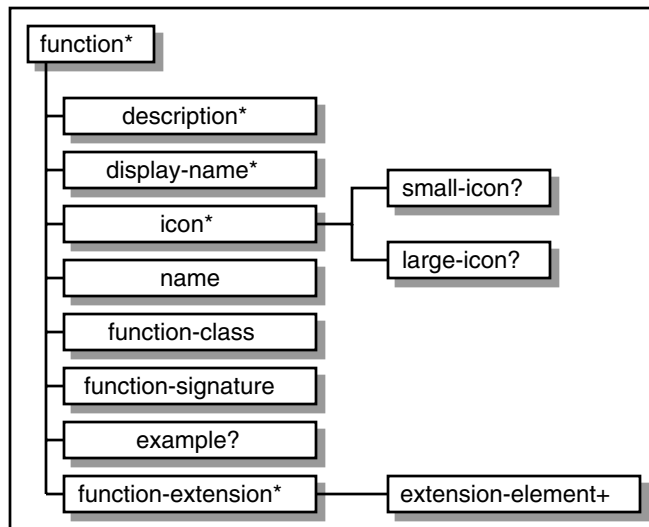 function*
description*
display-name*
icon*
small-icon?
large-icon?
name
function-class
function-signature
example?
function-extension*
extension-element+